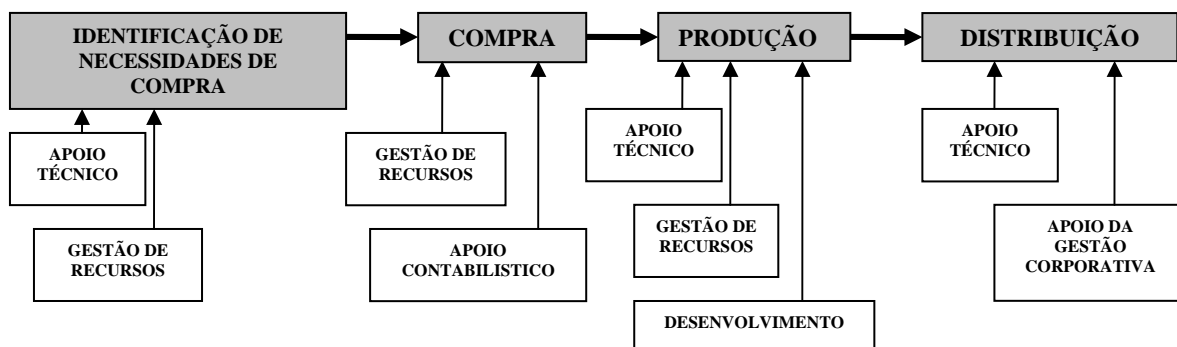 IDENTIFICAÇÃO DE
NECESSIDADES DE
COMPRA
COMPRA
PRODUÇÃO
DISTRIBUIÇÃO
APOIO
TÉCNICO
GESTÃO DE
RECURSOS
GESTÃO DE
RECURSOS
APOIO
CONTABILISTICO
APOIO
TÉCNICO
GESTÃO DE
RECURSOS
DESENVOLVIMENTO
APOIO
TÉCNICO
APOIO DA
GESTÃO
CORPORATIVA